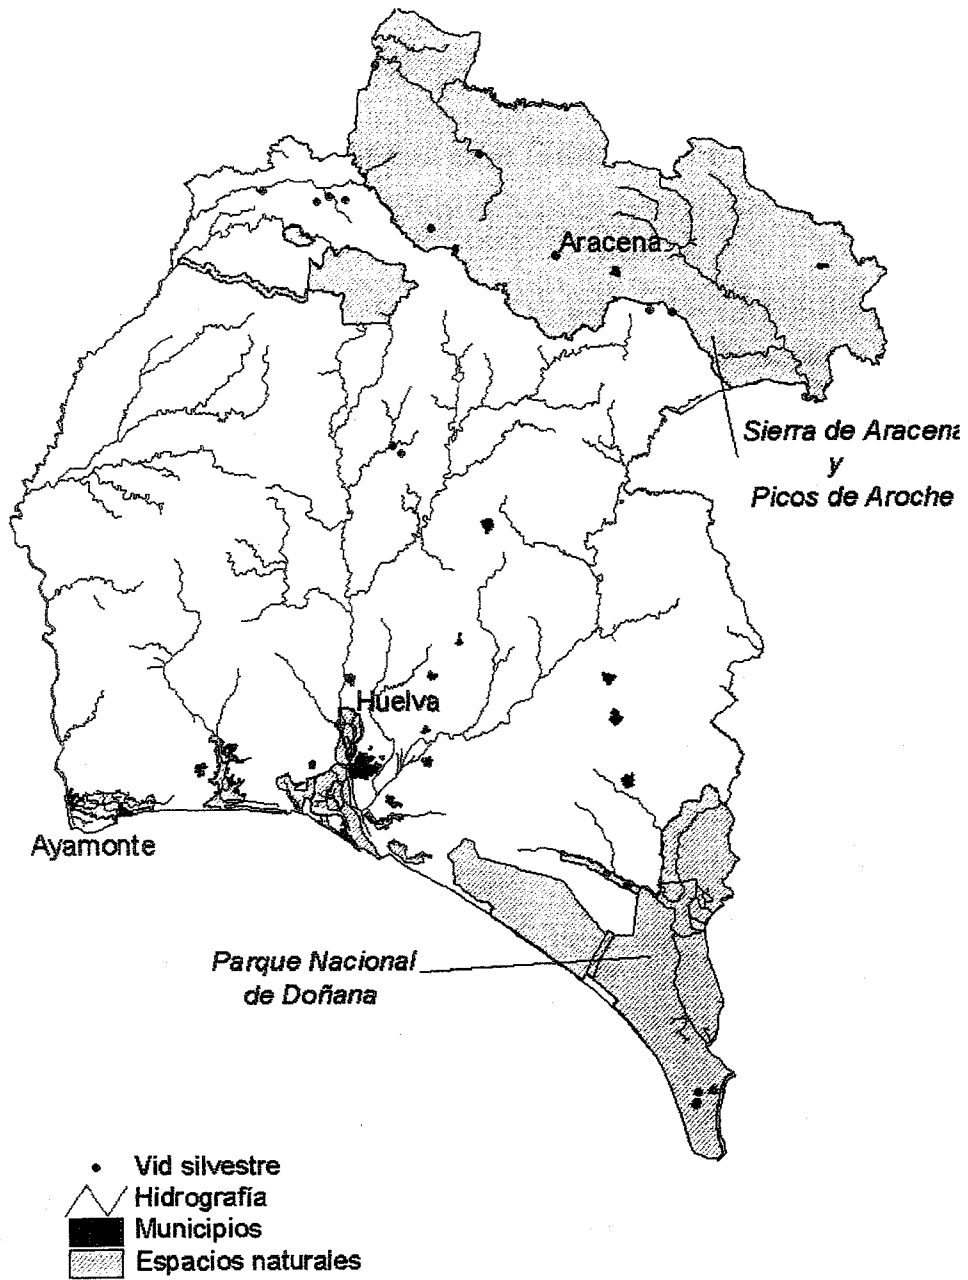 Aracena
Sierra de Aracena
y
Picos de Aroche
Huelva
Ayamonte
Parque Nacional
de Doñana
Vid silvestre
Hidrografía
Municipios
Espacios naturales